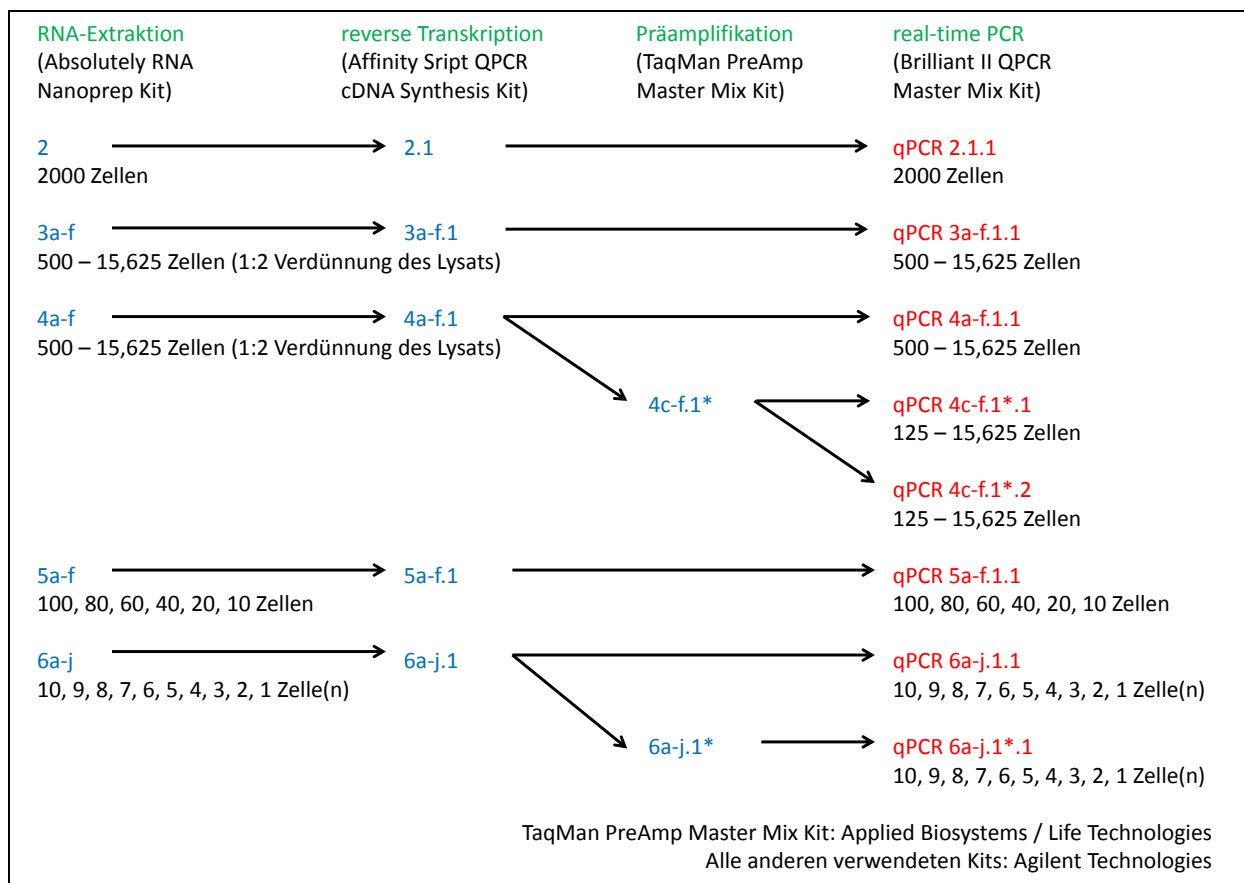 RNA-Extraktion
(Absolutely RNA
Nanoprep Kit)
reverse Transkription
(Affinity Sript QPCR
cDNA Synthesis Kit)
Präamplifikation
(TaqMan PreAmp
Master Mix Kit)
real-time PCR
(Brilliant II QPCR
Master Mix Kit)
2
2.1
qPCR 2.1.1
2000 Zellen
2000 Zellen
3a-f
3a-f.1
qPCR 3a-f.1.1
500 – 15,625 Zellen (1:2 Verdünnung des Lysats)
500 – 15,625 Zellen
4a-f
4a-f.1
qPCR 4a-f.1.1
500 – 15,625 Zellen (1:2 Verdünnung des Lysats)
500 – 15,625 Zellen
4c-f.1*
qPCR 4c-f.1*.1
125 – 15,625 Zellen
qPCR 4c-f.1*.2
125 – 15,625 Zellen
5a-f
5a-f.1
qPCR 5a-f.1.1
100, 80, 60, 40, 20, 10 Zellen
100, 80, 60, 40, 20, 10 Zellen
6a-j
6a-j.1
qPCR 6a-j.1.1
10, 9, 8, 7, 6, 5, 4, 3, 2, 1 Zelle(n)
10, 9, 8, 7, 6, 5, 4, 3, 2, 1 Zelle(n)
6a-j.1*
qPCR 6a-j.1*.1
10, 9, 8, 7, 6, 5, 4, 3, 2, 1 Zelle(n)
TaqMan PreAmp Master Mix Kit: Applied Biosystems / Life Technologies
Alle anderen verwendeten Kits: Agilent Technologies